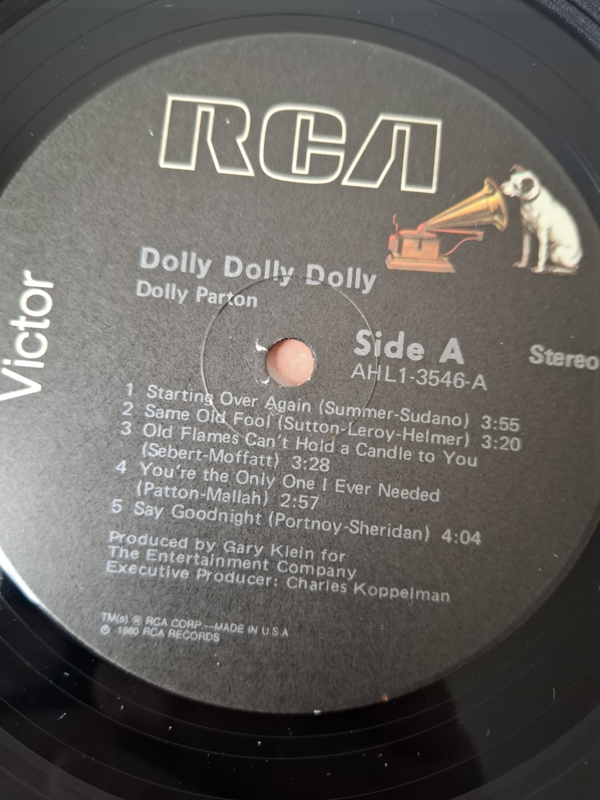 RCA
Dolly Dolly Dolly
Dolly Parton
Victor
Side A
Stereo
AHL1-3546-A
1 Starting Over Again (Summer-Sudano) 3:55
2 Same Old Fool (Sutton-Leroy-Helmer) 3:20
3 Old Flames Can't Hold a Candle to You
(Sebert-Moffatt) 3:28
4 You're the Only One I Ever Needed
(Patton-Mallah) 2:57
5 Say Goodnight (Portnoy-Sheridan) 4:04
Produced by Gary Klein for
The Entertainment Company
Executive Producer: Charles Koppelman
TM(s) ® RCA CORP.—MADE IN U.S.A
℗ 1980 RCA RECORDS